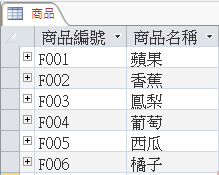 商品
商品編號 商品名稱
F001 蘋果
F002 香蕉
F003 鳳梨
F004 葡萄
F005 西瓜
F006 橘子